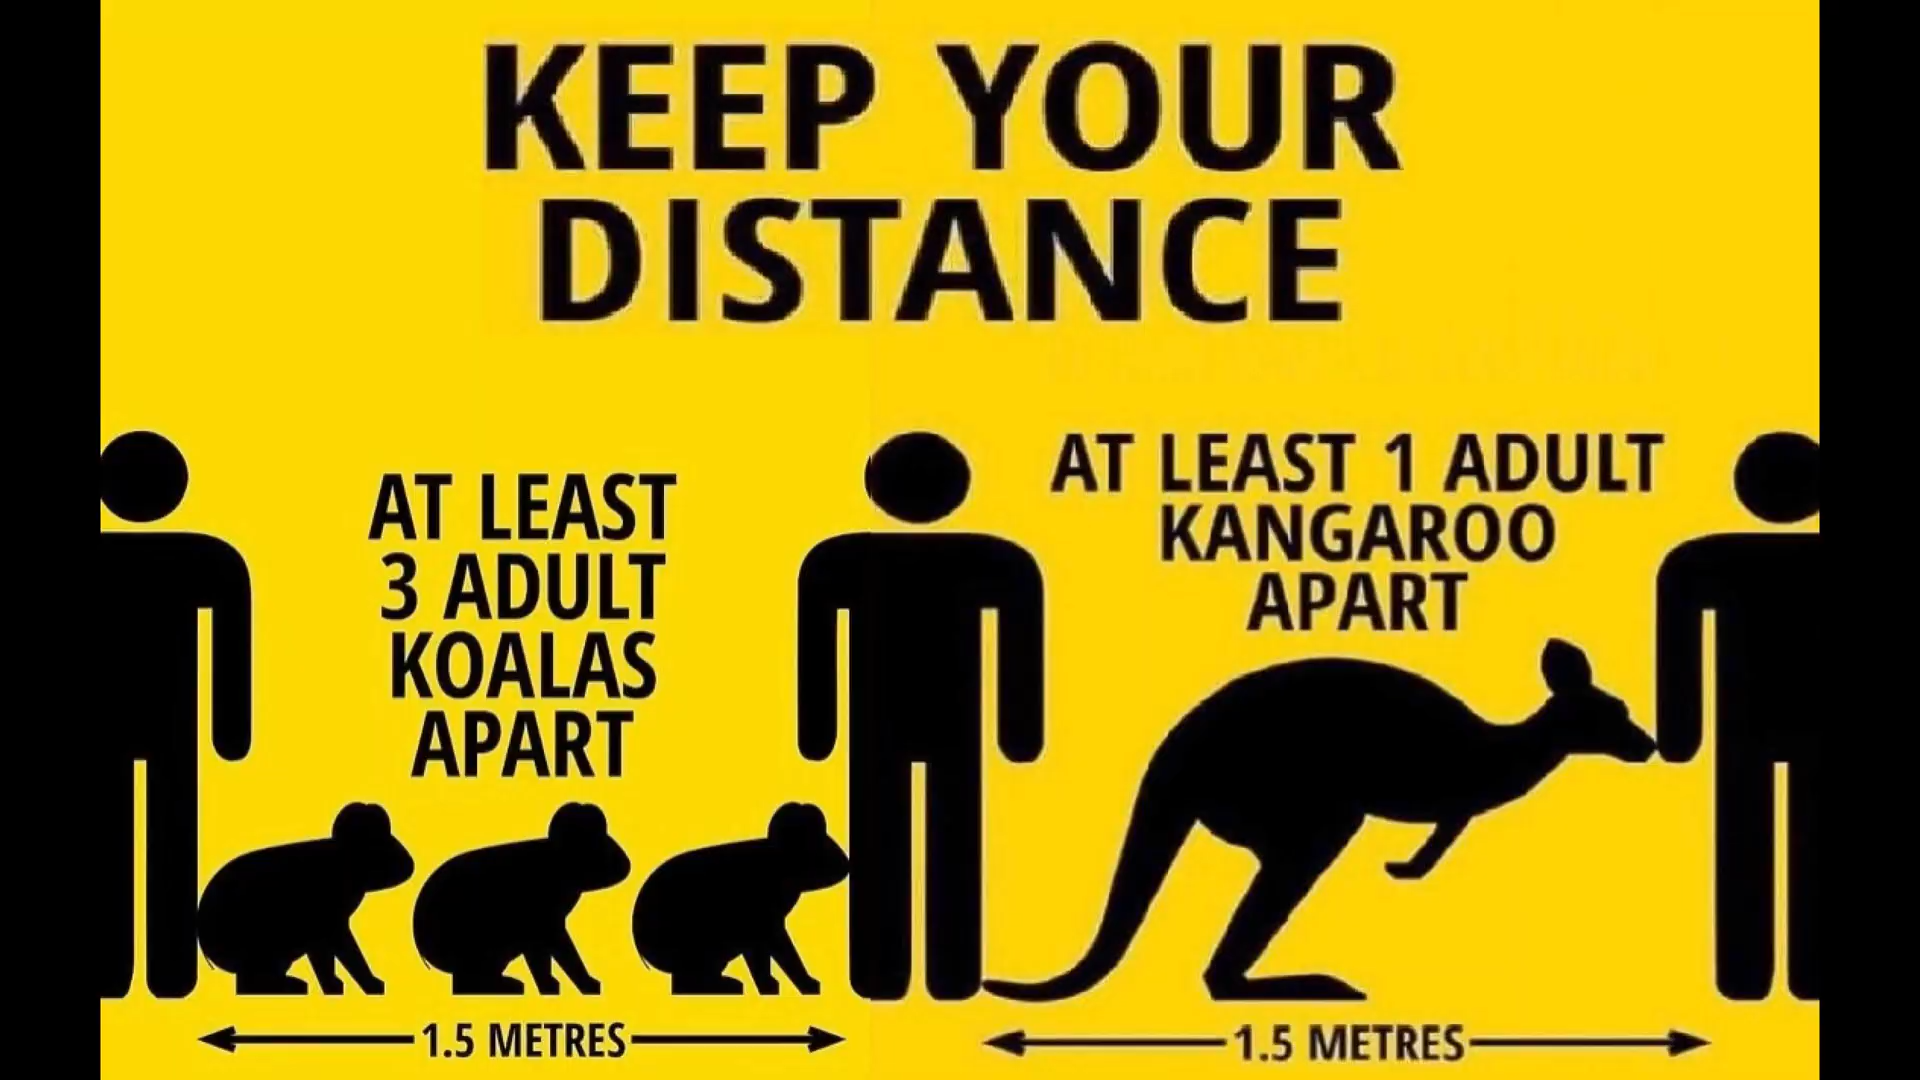 KEEP YOUR
DISTANCE
AT LEAST
3 ADULT
KOALAS
APART
1.5 METRES
AT LEAST 1 ADULT
KANGAROO
APART
1.5 METRES